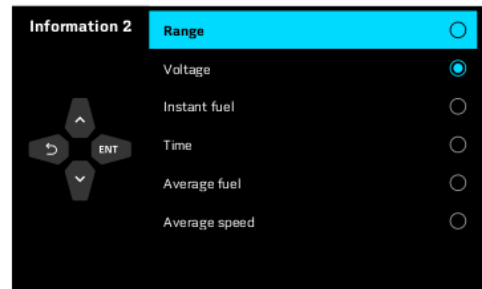 Information 2
Range
Voltage
Instant fuel
ENT
Time
Average fuel
Average speed